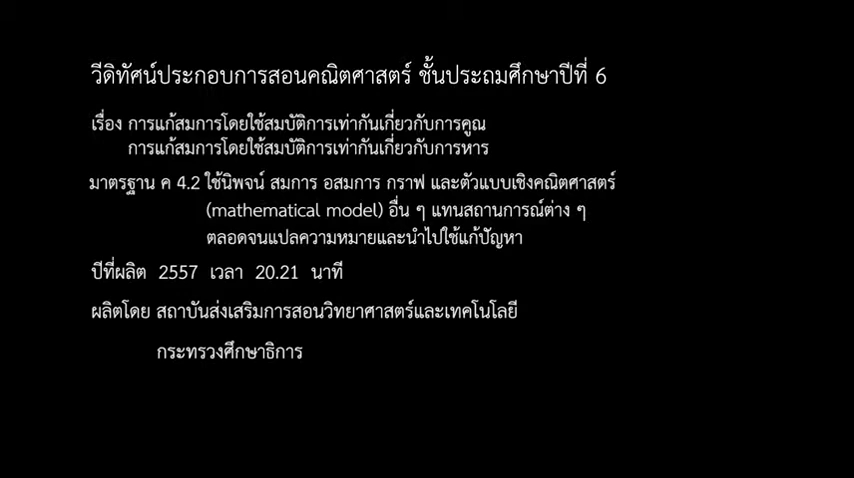 วีดิทัศน์ประกอบการสอนคณิตศาสตร์ ชั้นประถมศึกษาปีที่ 6
เรื่อง การแก้สมการโดยใช้สมบัติการเท่ากันเกี่ยวกับการคูณ
การแก้สมการโดยใช้สมบัติการเท่ากันเกี่ยวกับการหาร
มาตรฐาน ค 4.2 ใช้นิพจน์ สมการ อสมการ กราฟ และตัวแบบเชิงคณิตศาสตร์
(mathematical model) อื่น ๆ แทนสถานการณ์ต่าง ๆ
ตลอดจนแปลความหมายและนำไปใช้แก้ปัญหา
ปีที่ผลิต 2557 เวลา 20.21 นาที
ผลิตโดย สถาบันส่งเสริมการสอนวิทยาศาสตร์และเทคโนโลยี
กระทรวงศึกษาธิการ